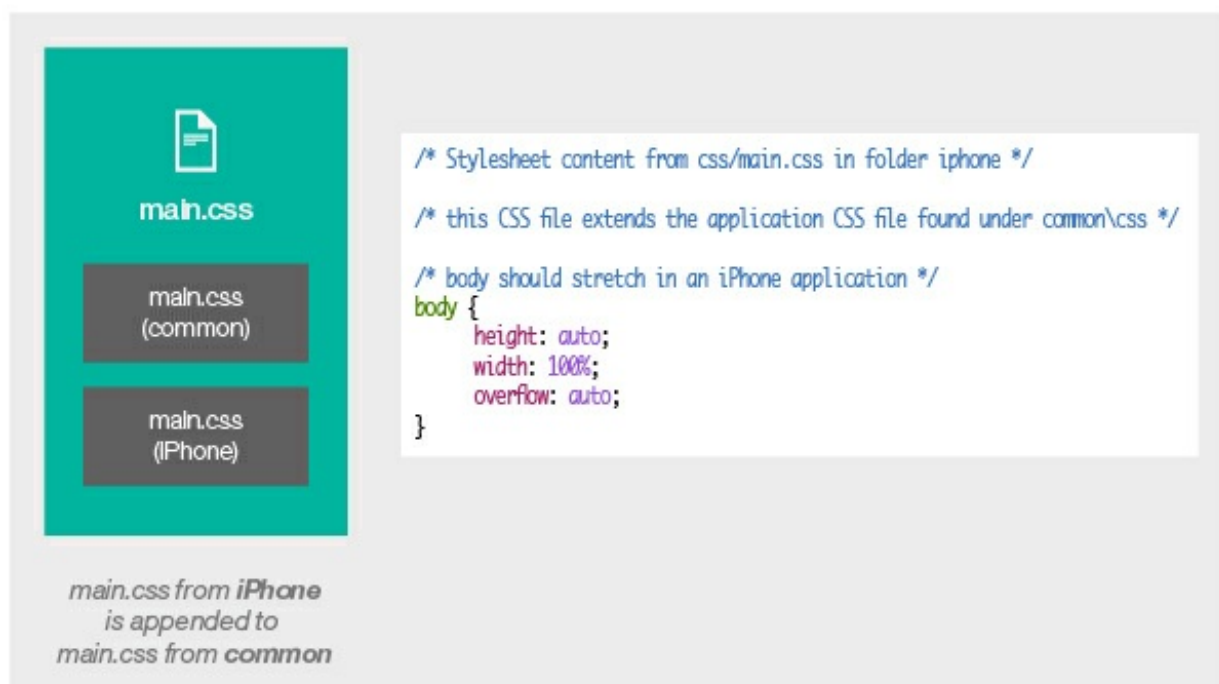 main.css
main.css
(common)
main.css
(iPhone)
main.css from iPhone
is appended to
main.css from common
/* Stylesheet content from css/main.css in folder iphone */
/* this CSS file extends the application CSS file found under common\css */
/* body should stretch in an iPhone application */
body {
height: auto;
width: 100%;
overflow: auto;
}